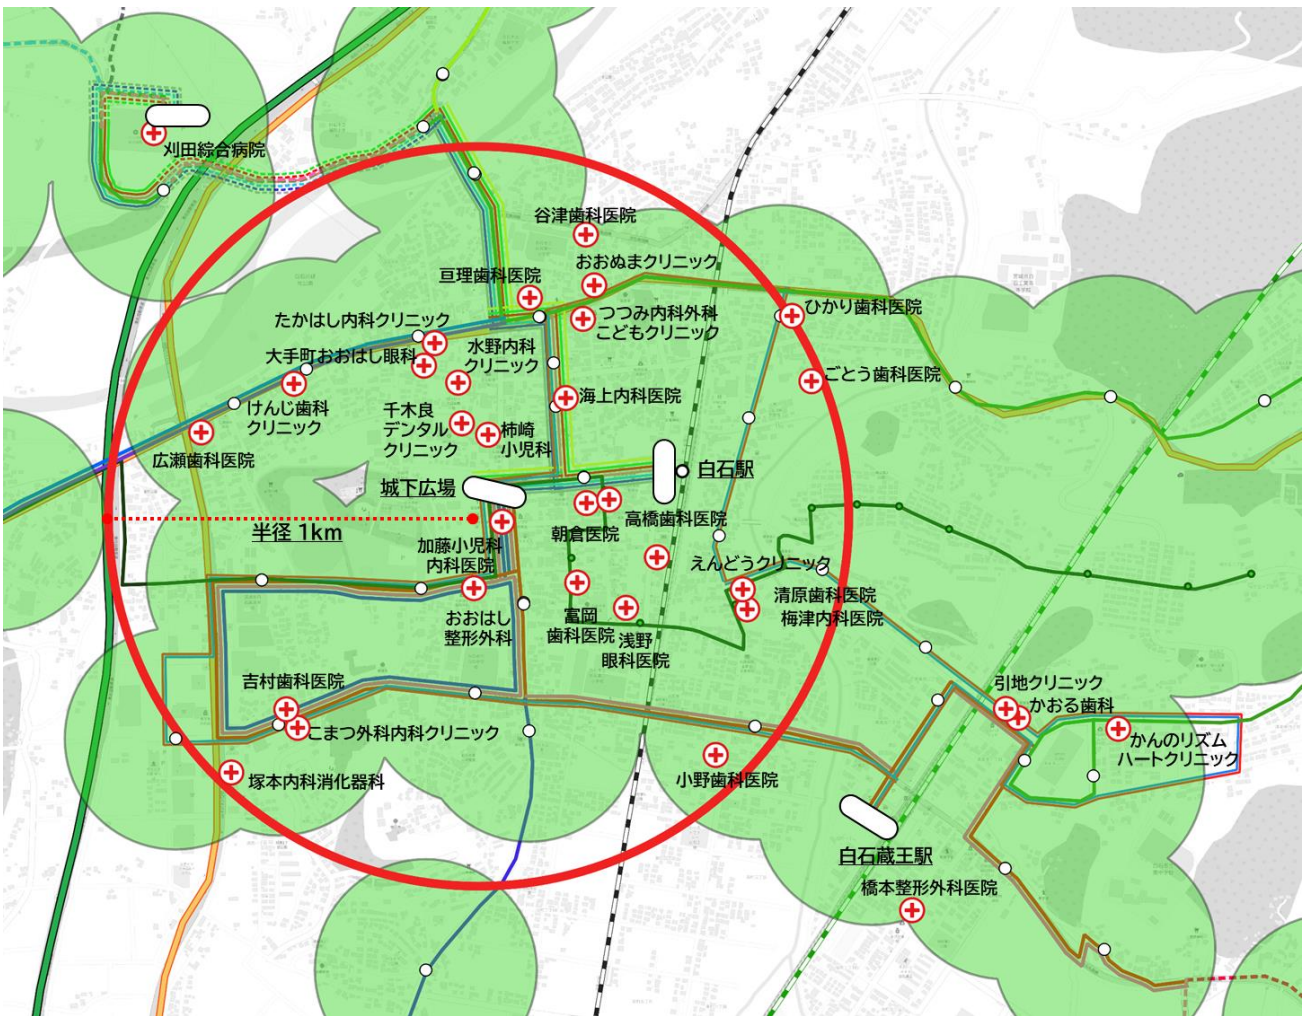 刈田綜合病院
谷津歯科医院
おおぬまクリニック
亘理歯科医院
つつみ内科外科
こどもクリニック
ひかり歯科医院
たかはし内科クリニック
水野内科
クリニック
大手町おおはし眼科
ごとう歯科医院
けんじ歯科
クリニック
千木良
デンタル
クリニック
柿崎
小児科
海上内科医院
広瀬歯科医院
白石駅
城下広場
半径 1km
高橋歯科医院
朝倉医院
加藤小児科
内科医院
えんどうクリニック
清原歯科医院
梅津内科医院
おおはし
整形外科
富岡
歯科医院
浅野
眼科医院
吉村歯科医院
こまつ外科内科クリニック
塚本内科消化器科
小野歯科医院
引地クリニック
かおる歯科
かんのリズム
ハートクリニック
白石蔵王駅
橋本整形外科医院